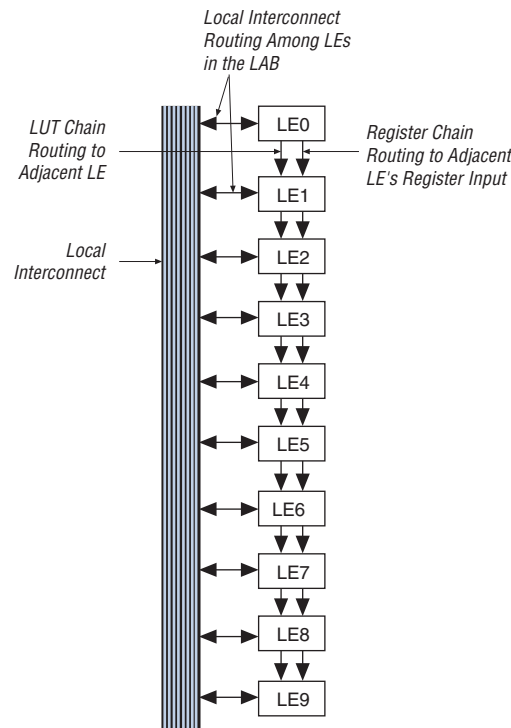 Local Interconnect
Routing Among LEs
in the LAB
LUT Chain
Routing to
Adjacent LE
Register Chain
Routing to Adjacent
LE's Register Input
Local
Interconnect
LE0
LE1
LE2
LE3
LE4
LE5
LE6
LE7
LE8
LE9